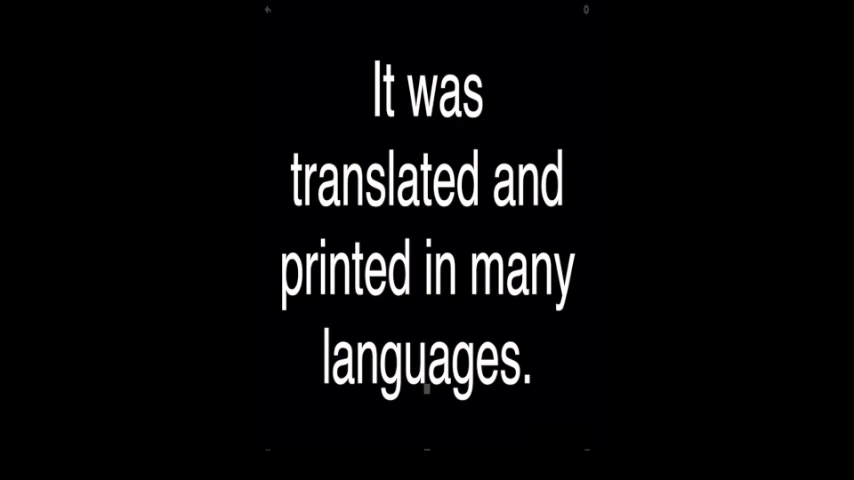 It was
translated and
printed in many
languages.